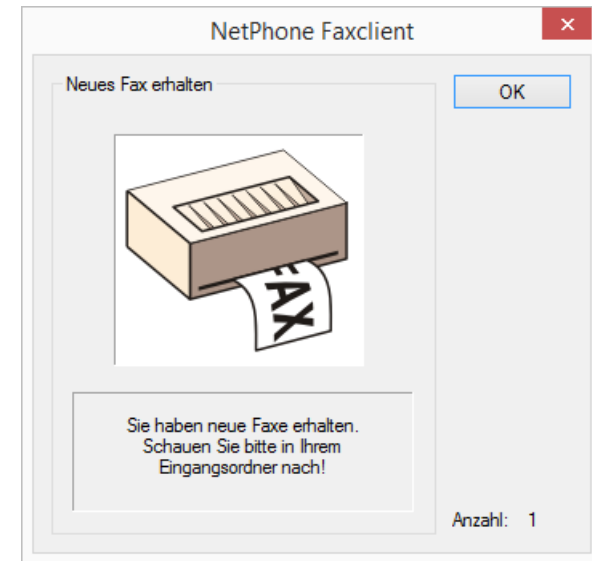 NetPhone Faxclient
Neues Fax erhalten
OK
FAX
Sie haben neue Faxe erhalten.
Schauen Sie bitte in Ihrem
Eingangsordner nach!
Anzahl: 1